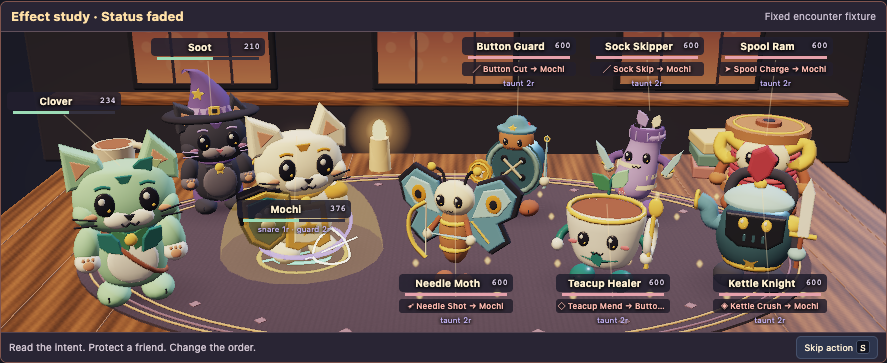 Effect study · Status faded
Fixed encounter fixture
Soot 210
Button Guard 600
⟋ Button Cut → Mochi
taunt 2r
Sock Skipper 600
⟋ Sock Skip → Mochi
taunt 2r
Spool Ram 600
➤ Spool Charge → Mochi
taunt 2r
Clover 234
Mochi 376
snare 1r · guard 2
Needle Moth 600
Needle Shot → Mochi
taunt 2r
Teacup Healer 600
◇ Teacup Mend → Butto...
taunt 2r
Kettle Knight 600
◈ Kettle Crush → Mochi
taunt 2r
Read the intent. Protect a friend. Change the order.
Skip action S